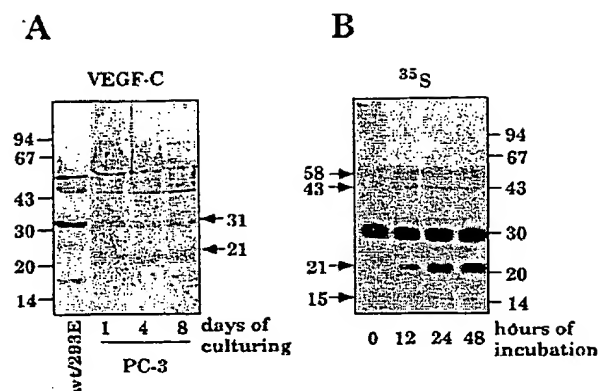 A
VEGF-C
94
67
43
30
20
14
31
21
wt/293E
1 4 8 days of culturing
PC-3
B
35S
58
43
21
15
94
67
43
30
20
14
0 12 24 48 hours of incubation